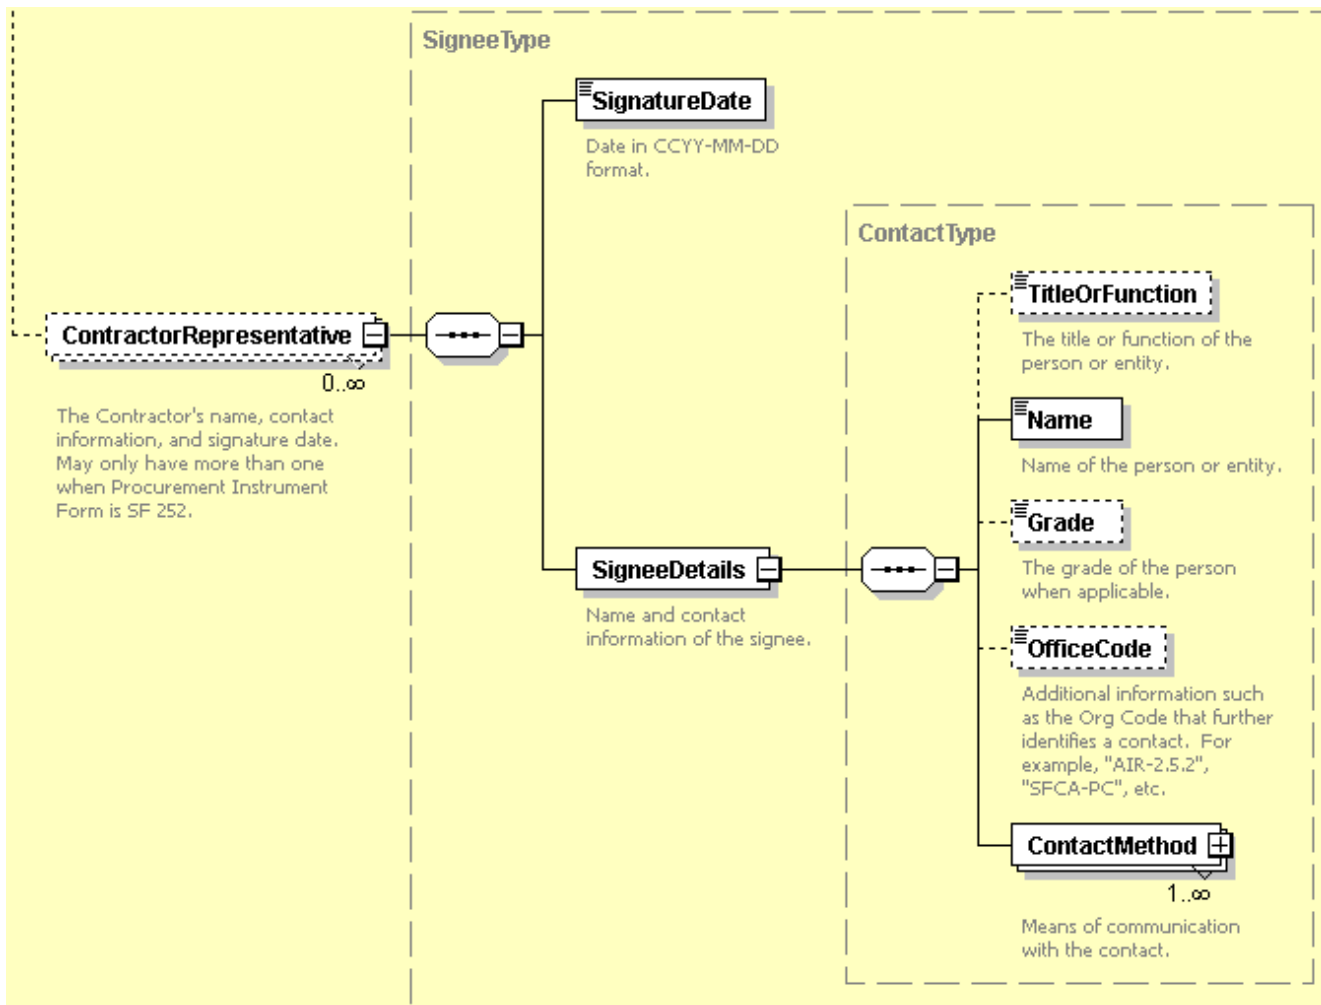 SigneeType
SignatureDate
Date in CCYY-MM-DD
format.
ContractorRepresentative
0..∞
The Contractor's name, contact
information, and signature date.
May only have more than one
when Procurement Instrument
Form is SF 252.
SigneeDetails
Name and contact
information of the signee.
ContactType
TitleOrFunction
The title or function of the
person or entity.
Name
Name of the person or entity.
Grade
The grade of the person
when applicable.
OfficeCode
Additional information such
as the Org Code that further
identifies a contact.  For
example, "AIR-2.5.2",
"SFCA-PC", etc.
ContactMethod
1..∞
Means of communication
with the contact.